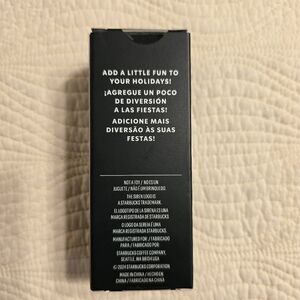 ADD A LITTLE FUN TO
YOUR HOLIDAYS!
¡AGREGUE UN POCO
DE DIVERSIÓN
A LAS FIESTAS!
ADICIONE MAIS
DIVERSÃO ÀS SUAS
FESTAS!
NOT A TOY / NO ES UN
JUGUETE / NÃO É UM BRINQUEDO.
THE SIREN LOGO IS
A STARBUCKS TRADEMARK.
EL LOGOTIPO DE LA SIRENA ES UNA
MARCA REGISTRADA DE STARBUCKS.
O LOGO DA SEREIA É UMA
MARCA REGISTRADA STARBUCKS.
MANUFACTURED FOR / FABRICADO
PARA / FABRICADO POR:
STARBUCKS COFFEE COMPANY,
SEATTLE, WA 98134 USA
© 2024 STARBUCKS CORPORATION
MADE IN CHINA / HECHO EN
CHINA / FABRICADO NA CHINA